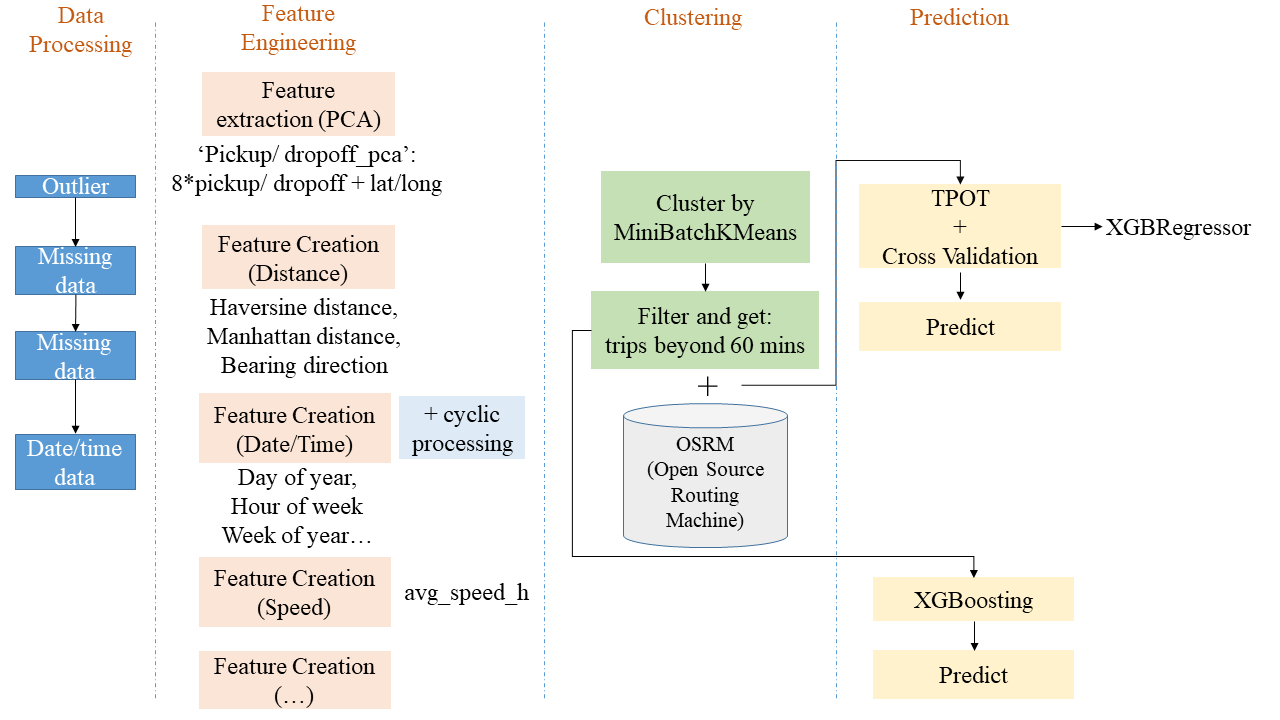 Data
Processing
Feature
Engineering
Clustering
Prediction
Outlier
Missing
data
Missing
data
Date/time
data
Feature
extraction (PCA)
‘Pickup/ dropoff_pca’:
8*pickup/ dropoff + lat/long
Feature Creation
(Distance)
Haversine distance,
Manhattan distance,
Bearing direction
Feature Creation
(Date/Time)
+ cyclic
processing
Day of year,
Hour of week
Week of year…
Feature Creation
(Speed)
avg_speed_h
Feature Creation
(…)
Cluster by
MiniBatchKMeans
Filter and get:
trips beyond 60 mins
+
OSRM
(Open Source
Routing
Machine)
TPOT
+
Cross Validation
XGBRegressor
Predict
XGBoosting
Predict